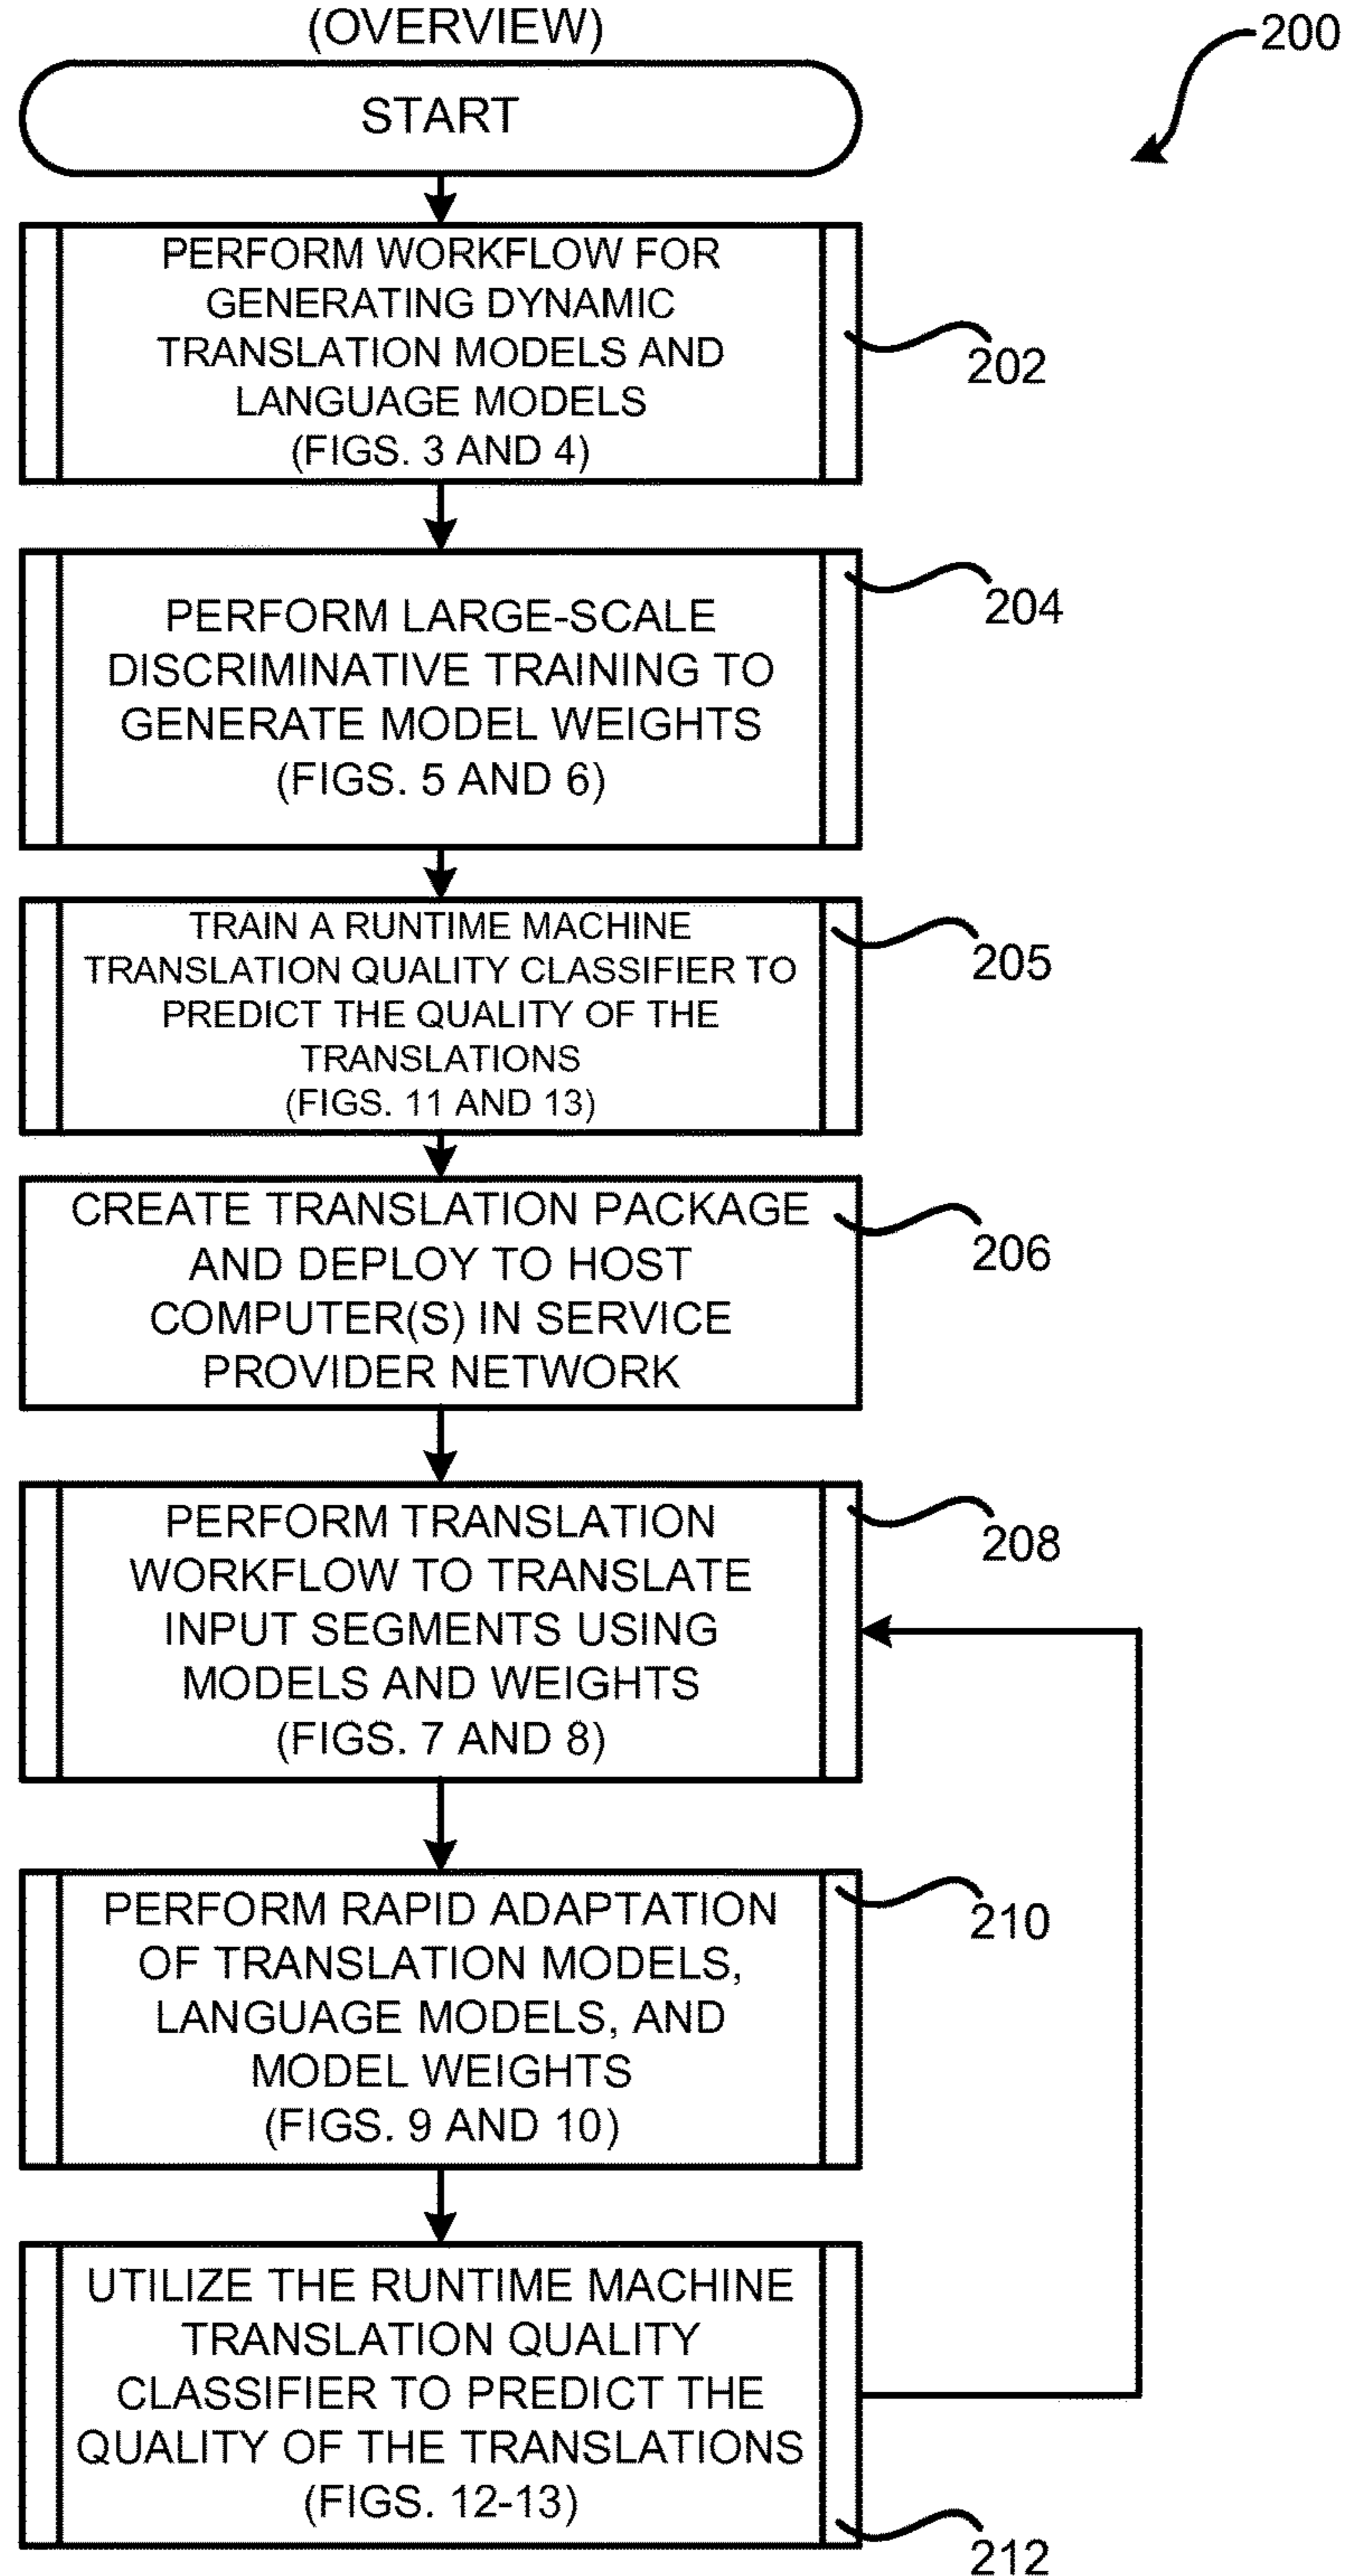 (OVERVIEW)
200
START
PERFORM WORKFLOW FOR
GENERATING DYNAMIC
TRANSLATION MODELS AND
LANGUAGE MODELS
(FIGS. 3 AND 4)
202
PERFORM LARGE-SCALE
DISCRIMINATIVE TRAINING TO
GENERATE MODEL WEIGHTS
(FIGS. 5 AND 6)
204
TRAIN A RUNTIME MACHINE
TRANSLATION QUALITY CLASSIFIER TO
PREDICT THE QUALITY OF THE
TRANSLATIONS
(FIGS. 11 AND 13)
205
CREATE TRANSLATION PACKAGE
AND DEPLOY TO HOST
COMPUTER(S) IN SERVICE
PROVIDER NETWORK
206
PERFORM TRANSLATION
WORKFLOW TO TRANSLATE
INPUT SEGMENTS USING
MODELS AND WEIGHTS
(FIGS. 7 AND 8)
208
PERFORM RAPID ADAPTATION
OF TRANSLATION MODELS,
LANGUAGE MODELS, AND
MODEL WEIGHTS
(FIGS. 9 AND 10)
210
UTILIZE THE RUNTIME MACHINE
TRANSLATION QUALITY
CLASSIFIER TO PREDICT THE
QUALITY OF THE TRANSLATIONS
(FIGS. 12-13)
212